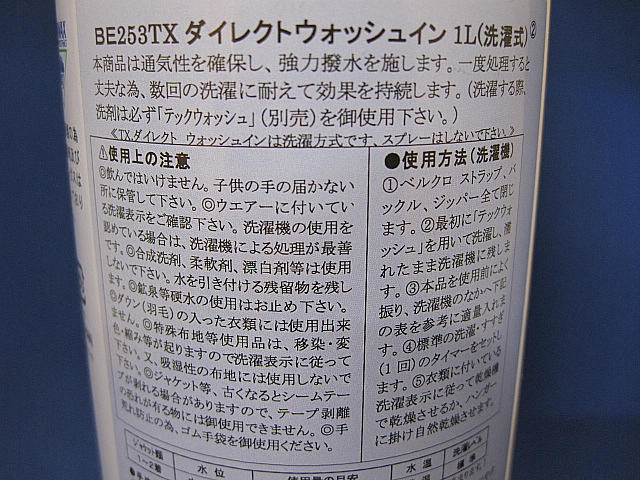 BE253TX ダイレクトウォッシュイン 1L(洗濯式)②
本商品は通気性を確保し、強力撥水を施します。一度処理すると
丈夫な為、数回の洗濯に耐えて効果を持続します。(洗濯する際、
洗剤は必ず「テックウォッシュ」(別売)を御使用下さい。)
《TX.ダイレクト ウォッシュインは洗濯方式です、スプレーはしないで下さい。》
⚠使用上の注意
◎飲んではいけません。子供の手の届かない
所に保管して下さい。◎ウエアーに付いてい
る洗濯表示をご確認下さい。洗濯機の使用を
認めている場合は、洗濯機による処理が最善
です。◎合成洗剤、柔軟剤、漂白剤等は使用
しないで下さい。水を引き付ける残留物を残し
ます。◎鉱泉等硬水の使用はお止め下さい。
◎ダウン(羽毛)の入った衣類には使用出来
ません。◎特殊布地等使用品は、移染・変
色・縮み等が起りますので洗濯表示に従って
下さい。又、吸湿性の布地には使用しないで
下さい。◎ジャケット等、古くなるとシームテー
プが剥れる場合がありますので、テープ剥離
の恐れが有る物には御使用できません。◎手
荒れ防止の為、ゴム手袋を御使用ください。
●使用方法(洗濯機)
①ベルクロ ストラップ、バ
ックル、ジッパー全て閉じ
ます。②最初に「テックウォ
ッシュ」を用いて洗濯し、濡
れたまま洗濯機に残しま
す。③本品を使用前によく
振り、洗濯機のなかへ下記
の表を参考に適量入れま
す。④標準の洗濯・すすぎ
(1回)のタイマーをセットし
ます。⑤衣類に付いている
洗濯表示に従って乾燥機
で乾燥させるか、ハンガー
に掛け自然乾燥させます。
ジャケット類 水位 使用量の目安 水温 洗濯レベル
1~2着 標準